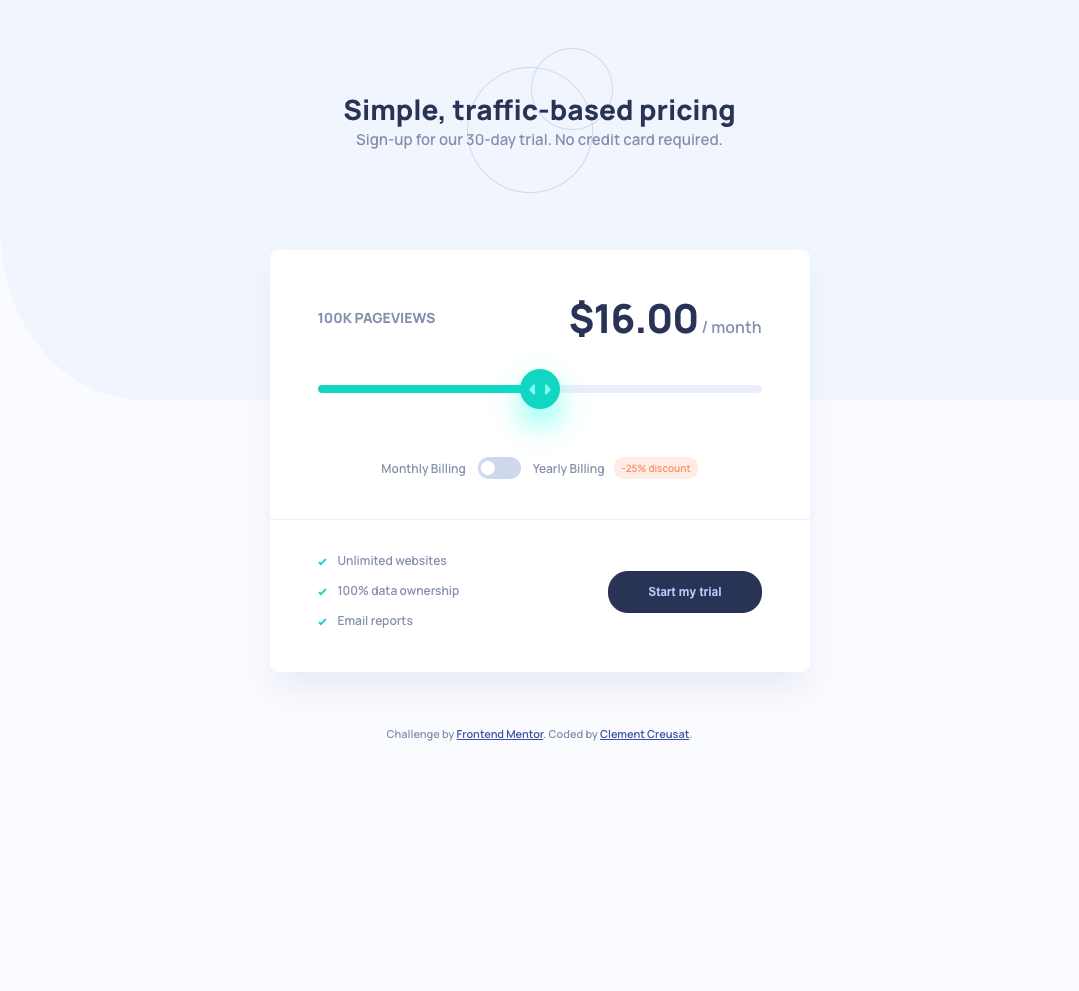 Simple, traffic-based pricing
Sign-up for our 30-day trial. No credit card required.
100K PAGEVIEWS
$16.00 / month
Monthly Billing
Yearly Billing
-25% discount
Unlimited websites
100% data ownership
Email reports
Start my trial
Challenge by Frontend Mentor. Coded by Clement Creusat.